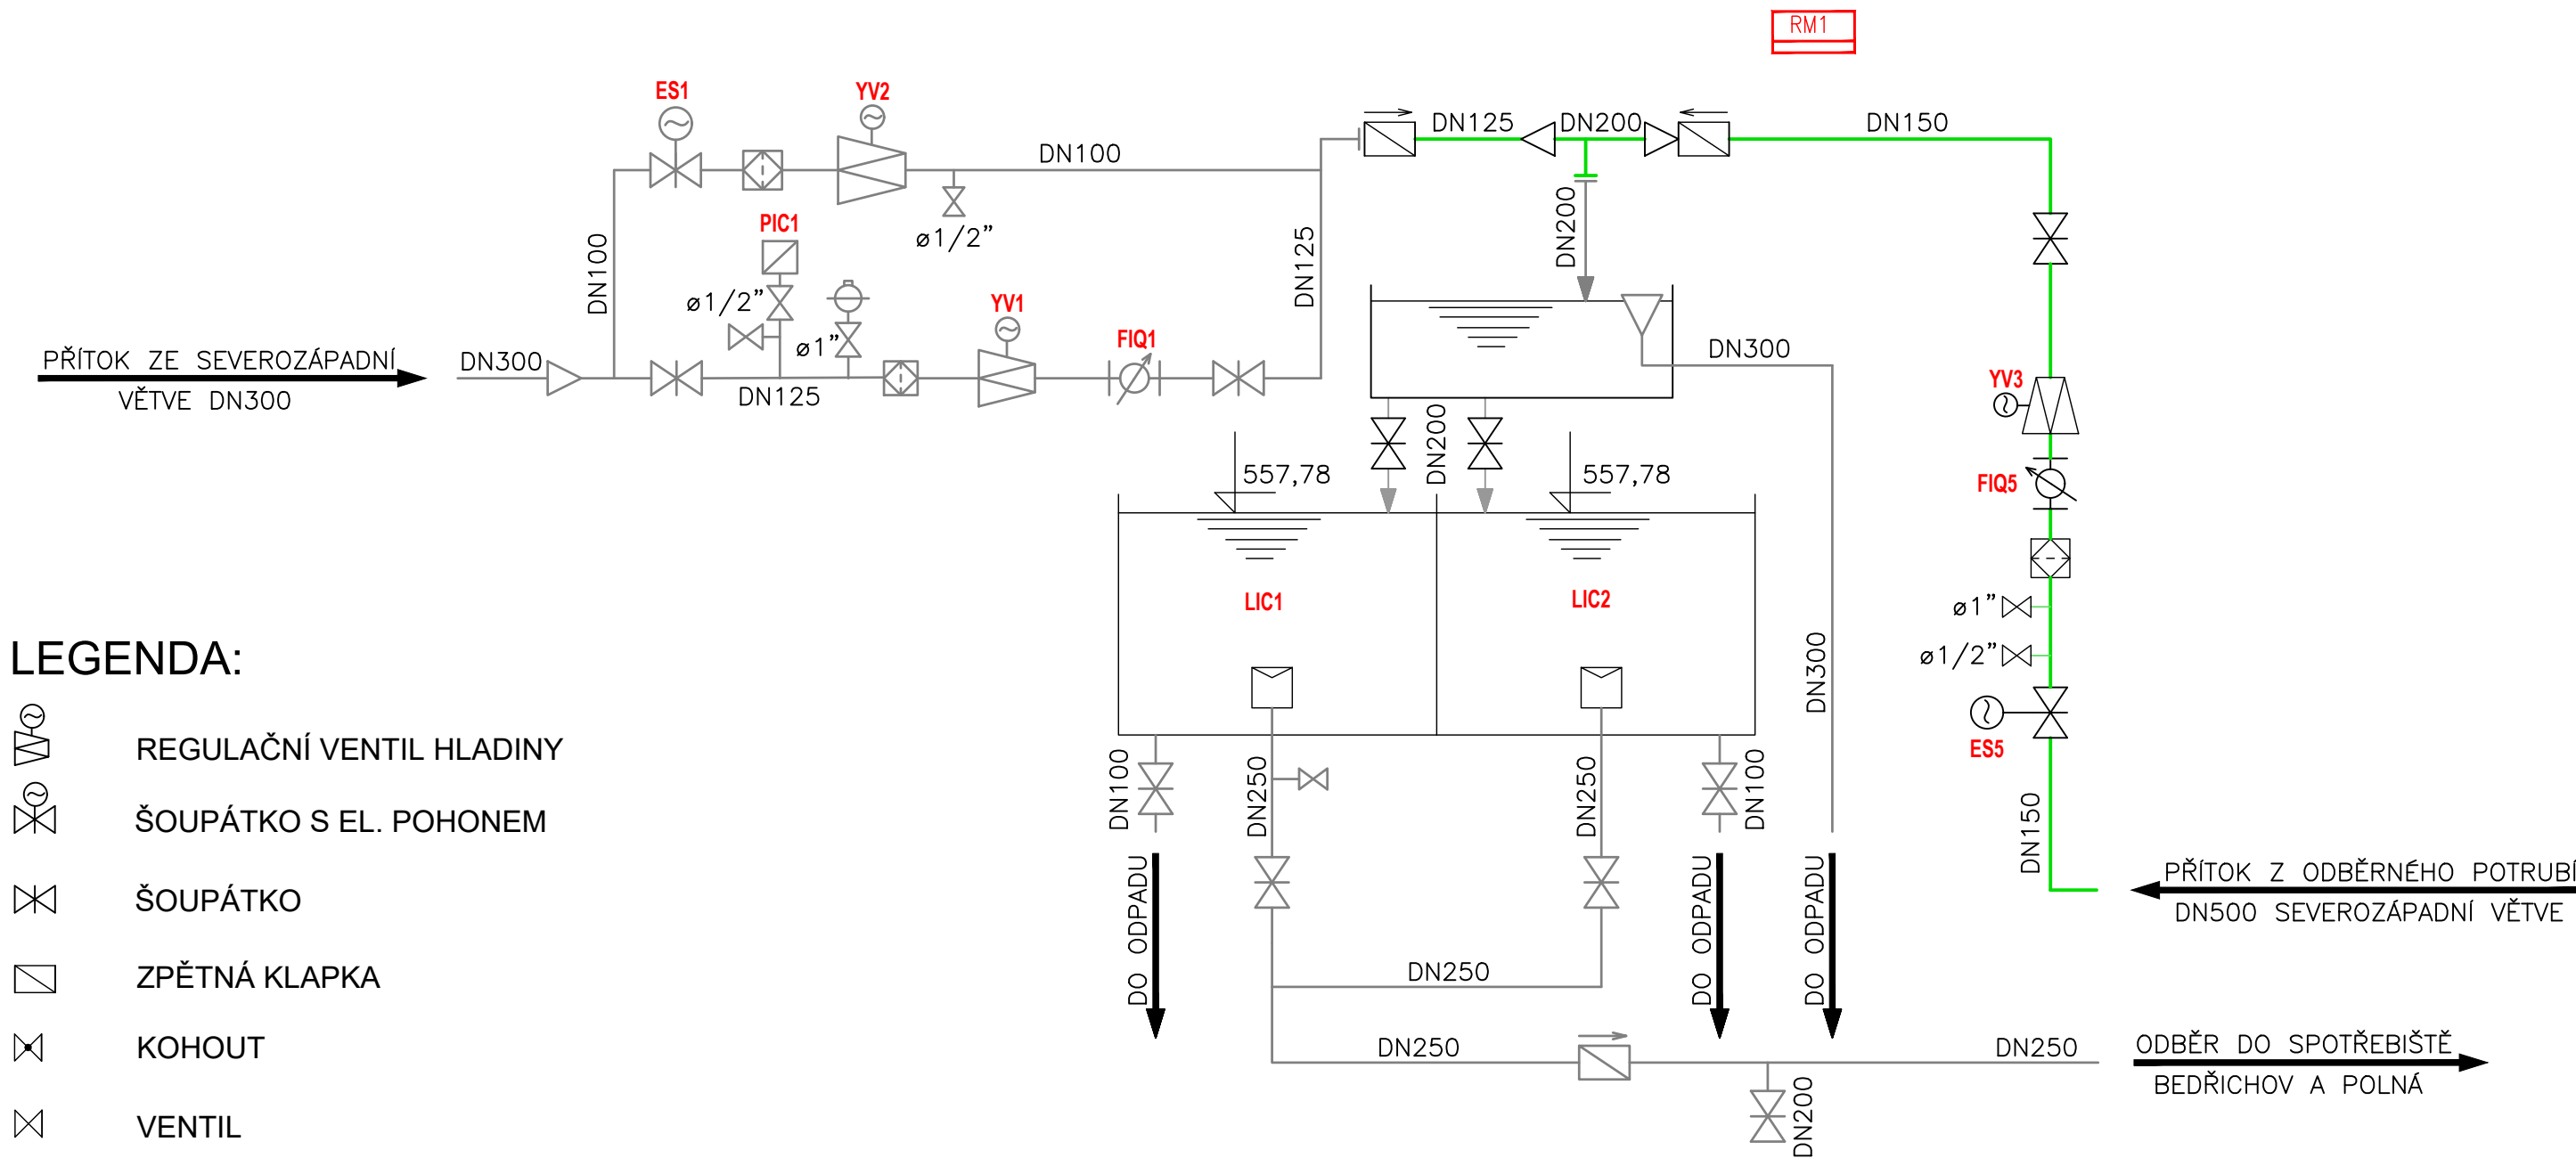 RM1
ES1
YV2
DN125
DN200
DN150
DN100
PIC1
ø1/2”
DN200
DN100
DN125
ø1/2”
YV1
ø1”
FIQ1
PŘÍTOK ZE SEVEROZÁPADNÍ
VĚTVE DN300
DN300
DN125
DN300
YV3
DN200
557,78
557,78
FIQ5
LIC1
LIC2
ø1”
ø1/2”
DN300
ES5
DN100
DN250
DN250
DN100
DN150
DO ODPADU
DO ODPADU
DO ODPADU
PŘÍTOK Z ODBĚRNÉHO POTRUBÍ
DN500 SEVEROZÁPADNÍ VĚTVE
DN250
DN250
DN250
DN200
ODBĚR DO SPOTŘEBIŠTĚ
BEDŘICHOV A POLNÁ
LEGENDA:
REGULAČNÍ VENTIL HLADINY
ŠOUPÁTKO S EL. POHONEM
ŠOUPÁTKO
ZPĚTNÁ KLAPKA
KOHOUT
VENTIL